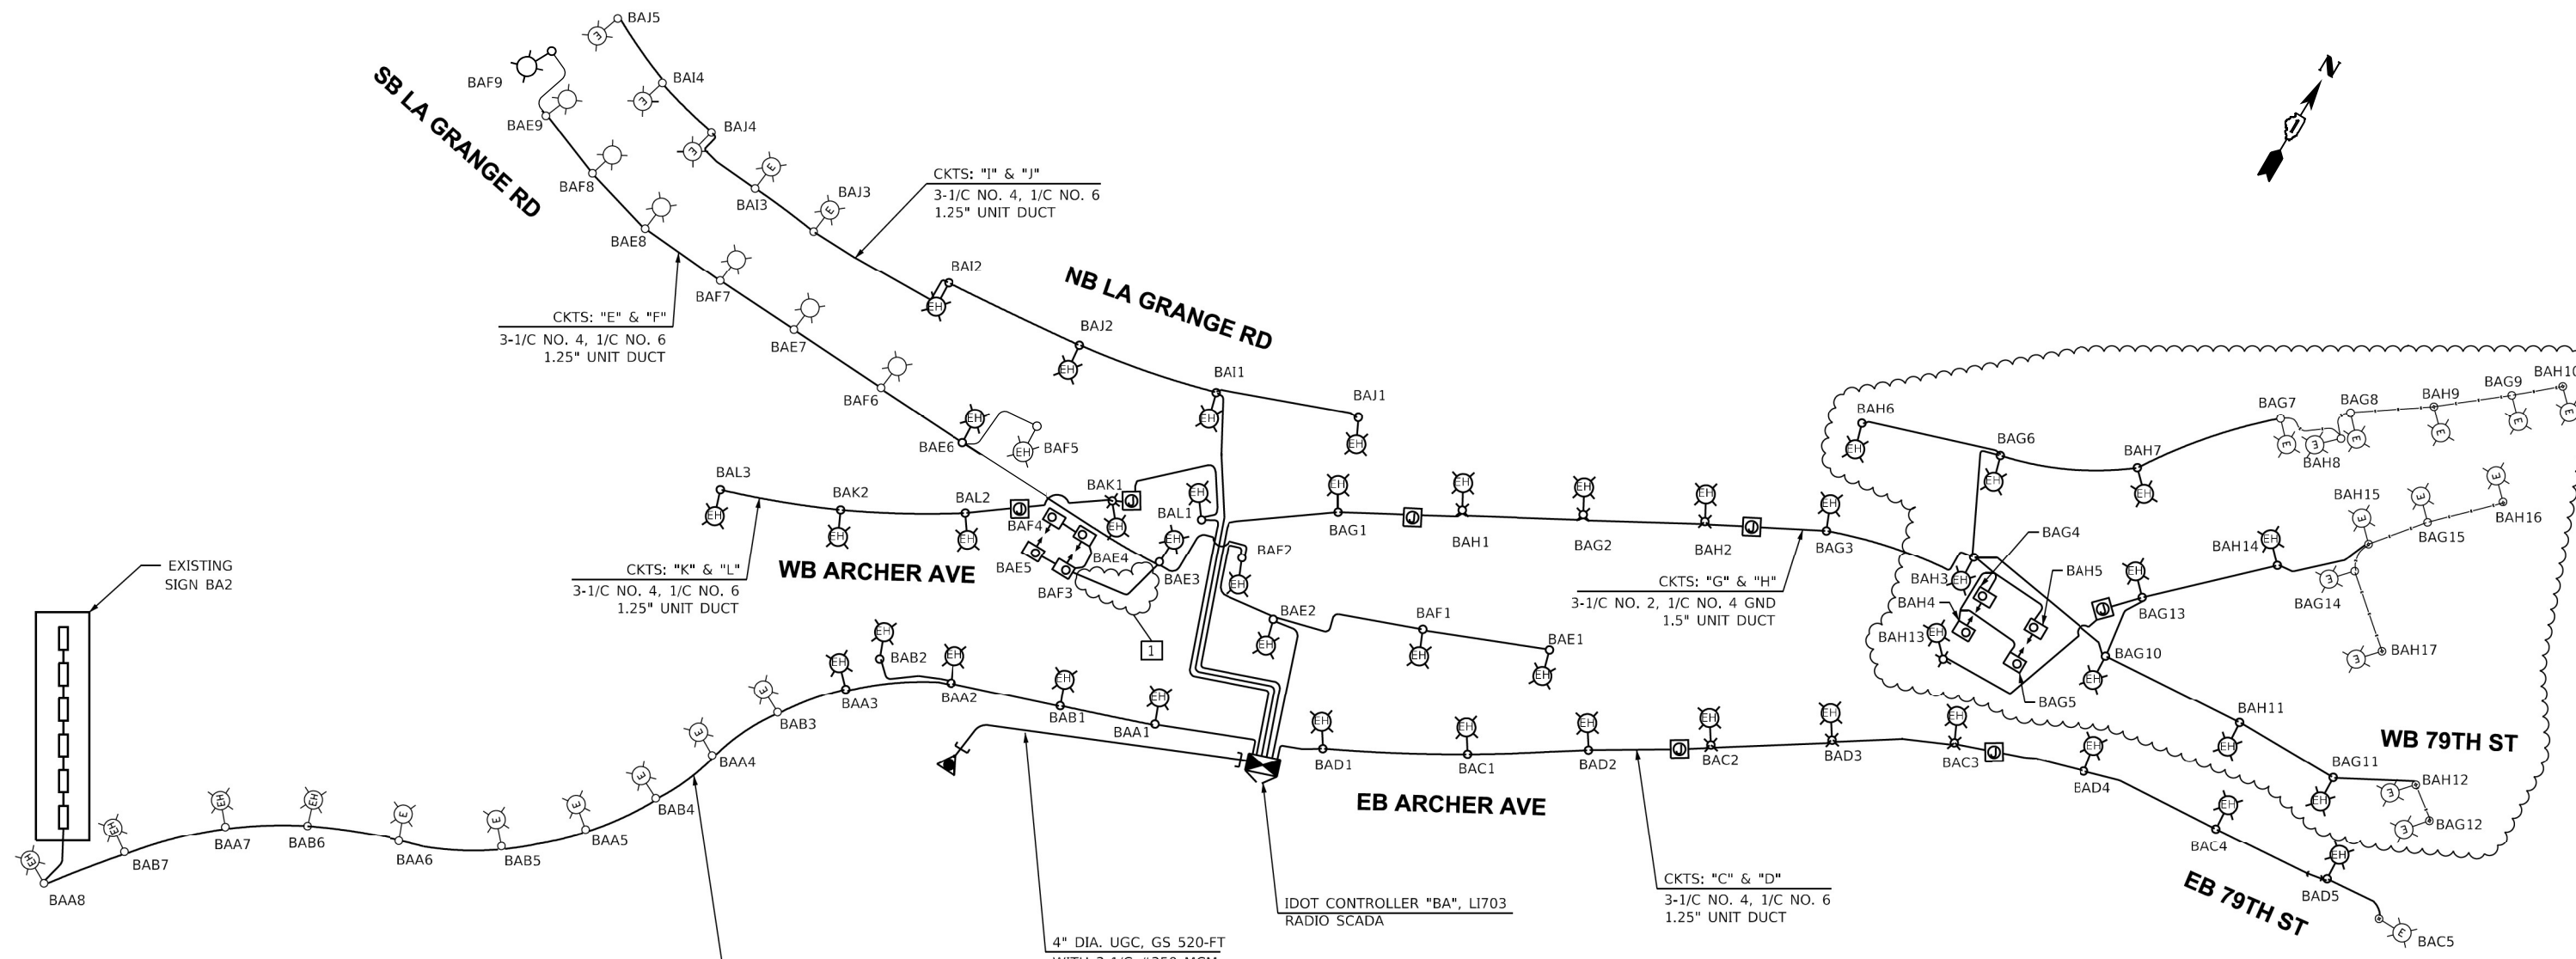 BAJ5
BAI4
BAF9
BAE9
BAJ4
SB LA GRANGE RD
BAF8
BAI3
BAJ3
CKTS: "I" & "J"
3-1/C NO. 4, 1/C NO. 6
1.25" UNIT DUCT
N
BAE8
BAF7
BAI2
NB LA GRANGE RD
CKTS: "E" & "F"
3-1/C NO. 4, 1/C NO. 6
1.25" UNIT DUCT
BAE7
BAJ2
BAF6
BAI1
BAJ1
BAE6
BAF5
BAH6
BAG6
BAH7
BAG7
BAH8
BAG8
BAH9
BAG9
BAH10
BAL3
BAK2
BAL2
BAK1
BAL1
BAF4
BAE4
BAE5
BAF3
BAE3
BAF2
BAG1
BAH1
BAG2
BAH2
BAG3
BAH3
BAG4
BAH5
BAH4
BAH13
BAG5
BAG10
BAG13
BAH14
BAH15
BAG15
BAH16
BAG14
BAH17
EXISTING
SIGN BA2
WB ARCHER AVE
CKTS: "K" & "L"
3-1/C NO. 4, 1/C NO. 6
1.25" UNIT DUCT
CKTS: "G" & "H"
3-1/C NO. 2, 1/C NO. 4 GND
1.5" UNIT DUCT
1
BAE2
BAF1
BAE1
BAB2
BAA3
BAA2
BAB1
BAA1
BAB3
BAA4
BAB4
BAA5
BAB5
BAA6
BAB6
BAA7
BAB7
BAA8
BAD1
BAC1
BAD2
BAC2
BAD3
BAC3
BAD4
BAC4
BAD5
BAC5
BAH11
BAG11
BAH12
BAG12
WB 79TH ST
EB ARCHER AVE
EB 79TH ST
CKTS: "C" & "D"
3-1/C NO. 4, 1/C NO. 6
1.25" UNIT DUCT
IDOT CONTROLLER "BA", LI703
RADIO SCADA
4" DIA. UGC, GS 520-FT